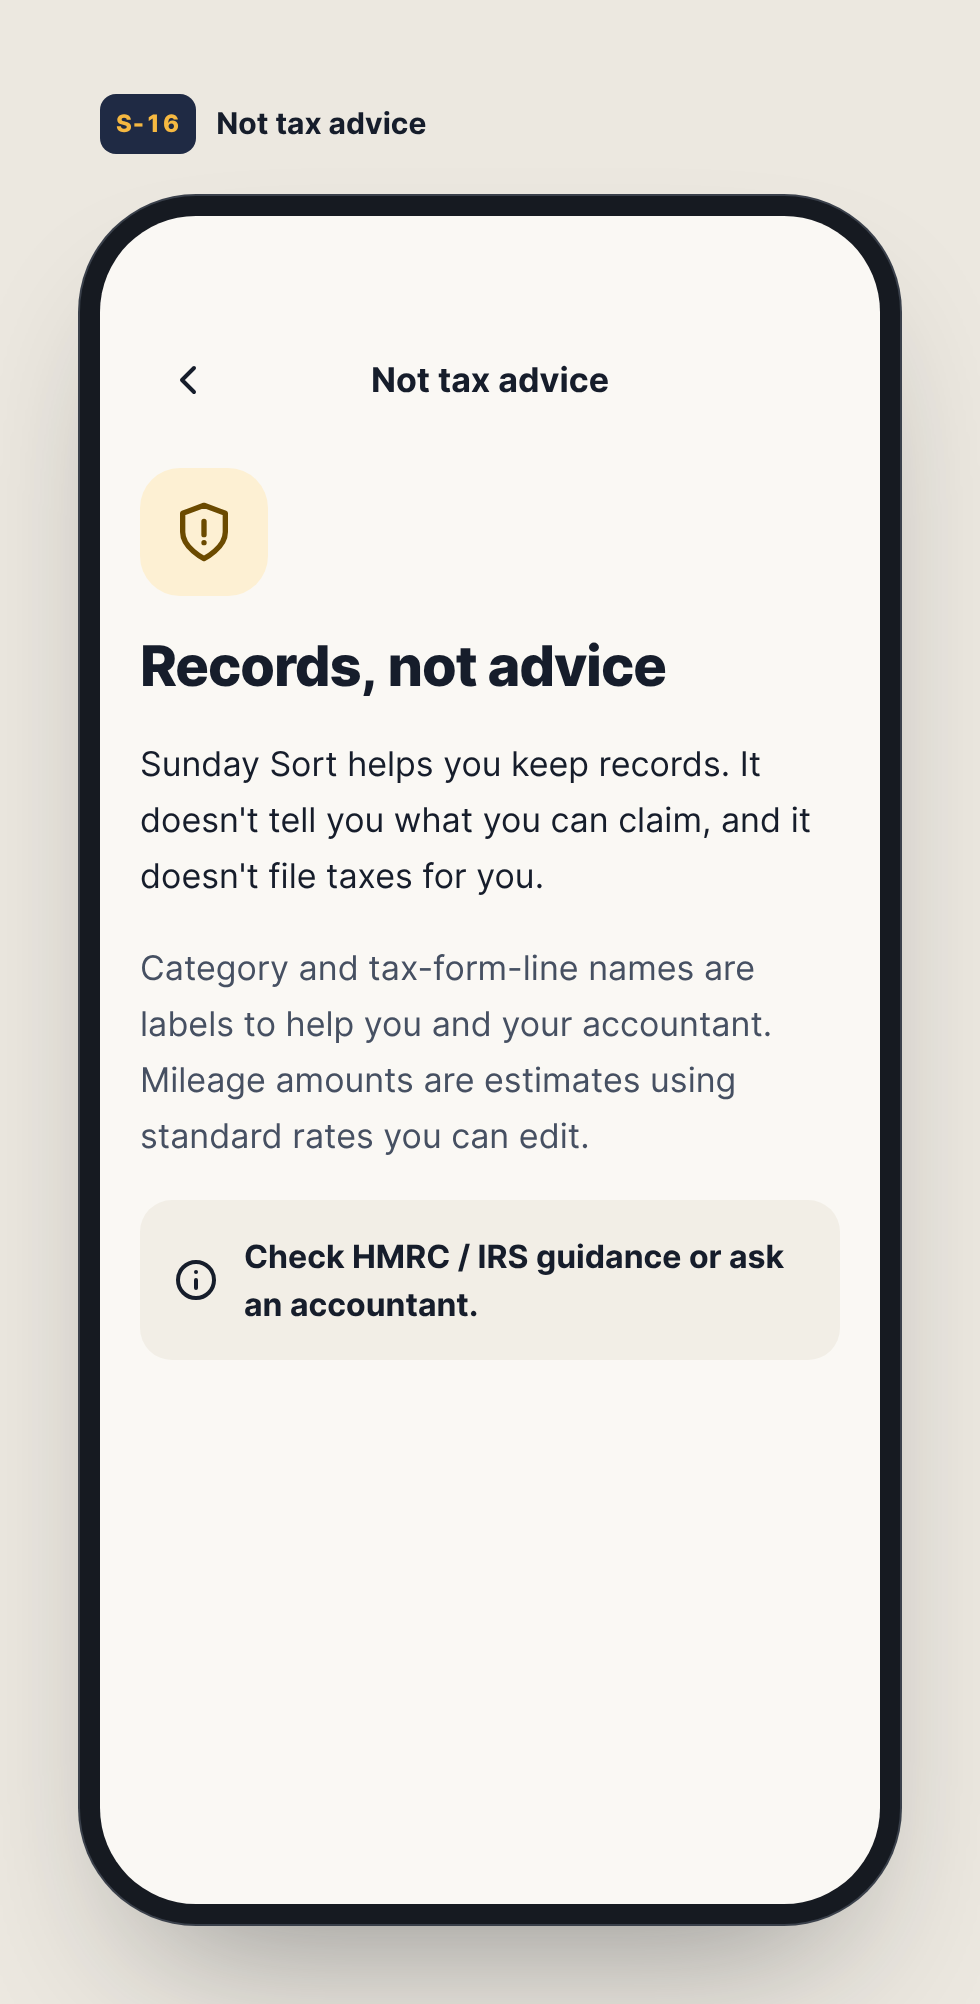 S-16 Not tax advice
Not tax advice
Records, not advice
Sunday Sort helps you keep records. It
doesn't tell you what you can claim, and it
doesn't file taxes for you.
Category and tax-form-line names are
labels to help you and your accountant.
Mileage amounts are estimates using
standard rates you can edit.
Check HMRC / IRS guidance or ask
an accountant.